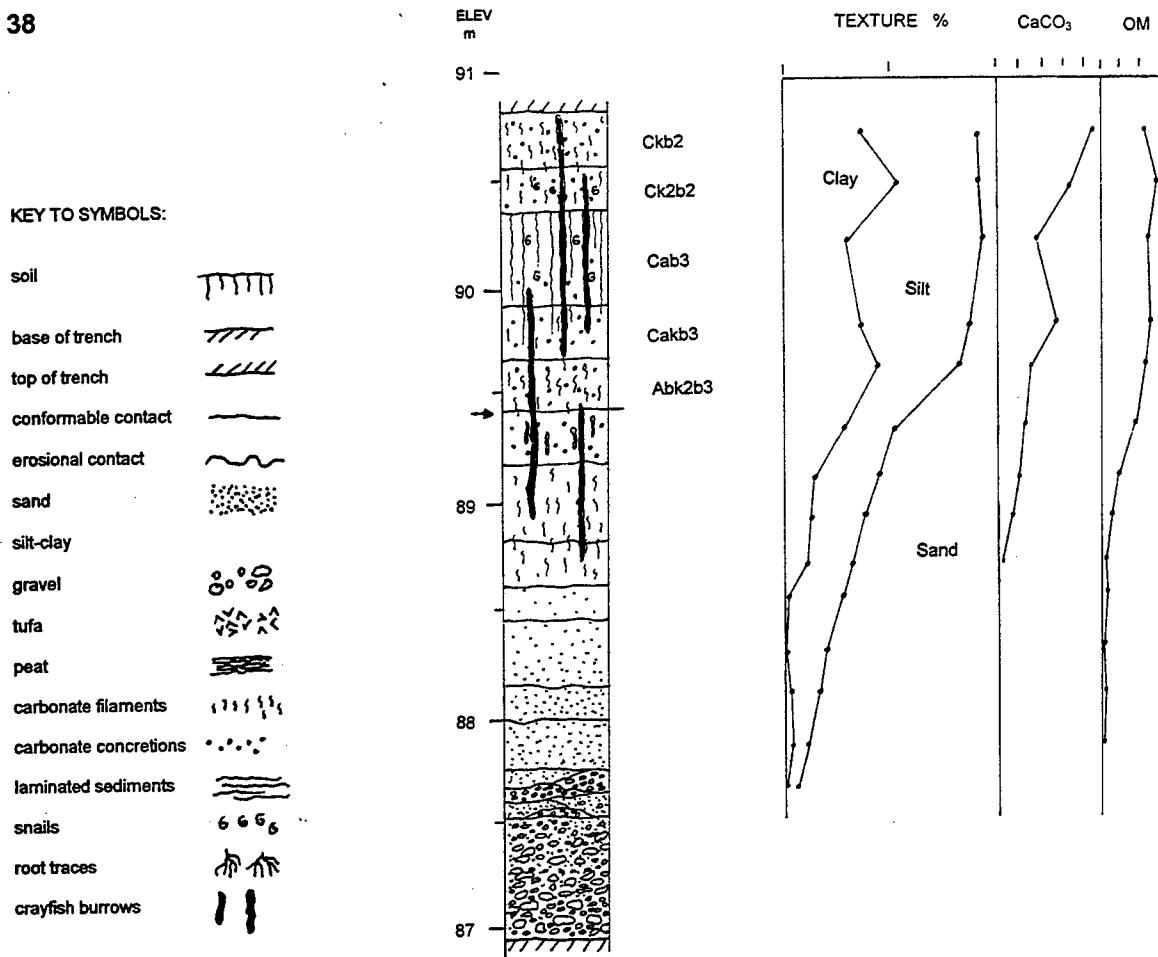 38
ELEV
m
TEXTURE %
CaCO₃
OM
91
90
89
88
87
Ckb2
Ck2b2
Cab3
Cakb3
Abk2b3
Clay
Silt
Sand
KEY TO SYMBOLS:
soil
base of trench
top of trench
conformable contact
erosional contact
sand
silt-clay
gravel
tufa
peat
carbonate filaments
carbonate concretions
laminated sediments
snails
root traces
crayfish burrows